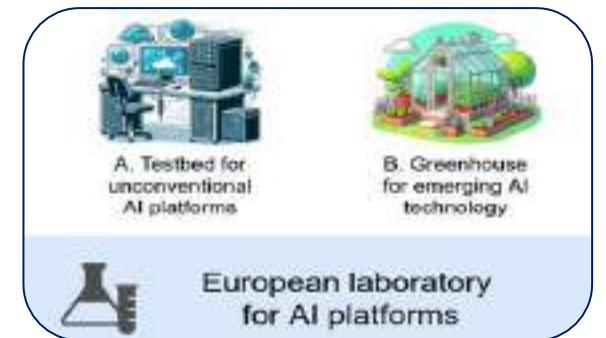 A. Testbed for
unconventional
AI platforms
B. Greenhouse
for emerging AI
technology
European laboratory
for AI platforms